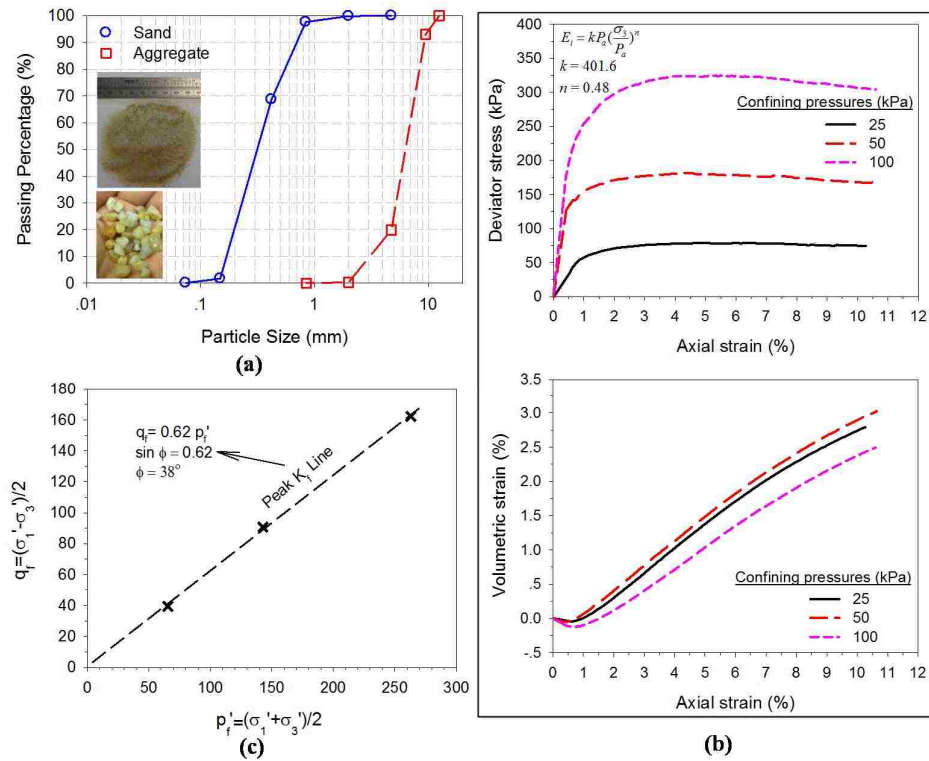 100
90
80
70
60
50
40
30
20
10
0
Passing Percentage (%)
Sand
Aggregate
.01 0.1 1 10
Particle Size (mm)
(a)
400
350
300
250
200
150
100
50
0
Deviator stress (kPa)
E_i = kP_a(σ_3/P_a)^n
k = 401.6
n = 0.48
Confining pressures (kPa)
25
50
100
0 1 2 3 4 5 6 7 8 9 10 11 12
Axial strain (%)
3.5
3.0
2.5
2.0
1.5
1.0
.5
0.0
-.5
Volumetric strain (%)
Confining pressures (kPa)
25
50
100
0 1 2 3 4 5 6 7 8 9 10 11 12
Axial strain (%)
(b)
180
160
140
120
100
80
60
40
20
0
q_f=(σ_1'-σ_3')/2
q_f= 0.62 p_f'
sin ϕ = 0.62
ϕ = 38°
Peak K_f Line
0 50 100 150 200 250 300
p_f'=(σ_1'+σ_3')/2
(c)